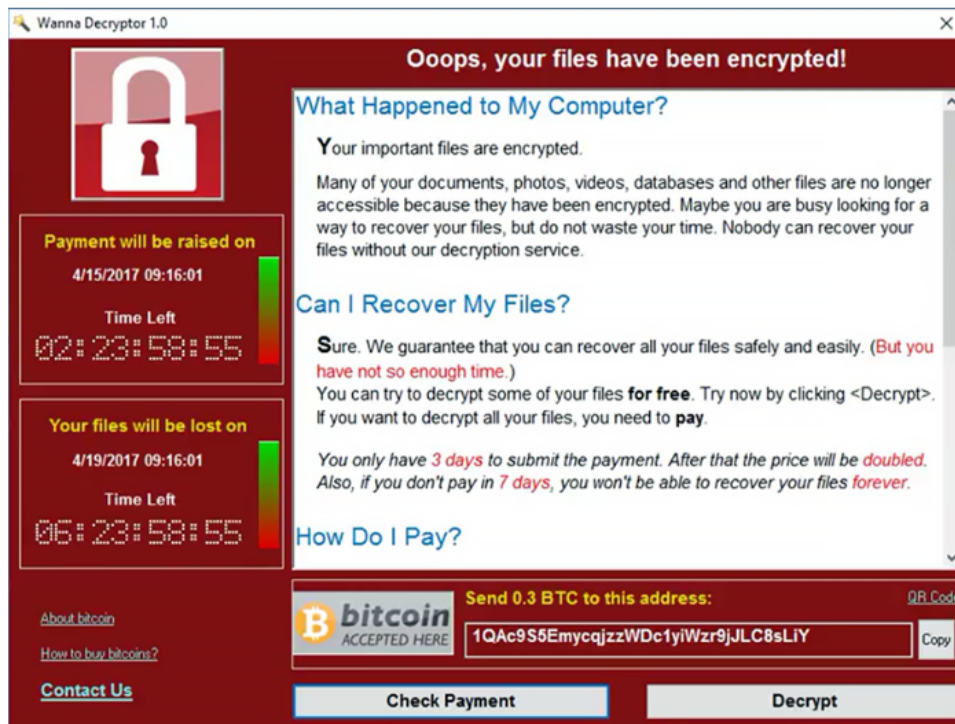 Wanna Decryptor 1.0
Ooops, your files have been encrypted!
Payment will be raised on
4/15/2017 09:16:01
Time Left
02:23:58:55
Your files will be lost on
4/19/2017 09:16:01
Time Left
06:23:58:55
About bitcoin
How to buy bitcoins?
Contact Us
What Happened to My Computer?
Your important files are encrypted.
Many of your documents, photos, videos, databases and other files are no longer
accessible because they have been encrypted. Maybe you are busy looking for a
way to recover your files, but do not waste your time. Nobody can recover your
files without our decryption service.
Can I Recover My Files?
Sure. We guarantee that you can recover all your files safely and easily. (But you
have not so enough time.)
You can try to decrypt some of your files for free. Try now by clicking <Decrypt>.
If you want to decrypt all your files, you need to pay.
You only have 3 days to submit the payment. After that the price will be doubled.
Also, if you don't pay in 7 days, you won't be able to recover your files forever.
How Do I Pay?
bitcoin
ACCEPTED HERE
Send 0.3 BTC to this address:
QR Code
1QAc9S5EmycqjzzWDc1yiWzr9jJLC8sLiY
Copy
Check Payment
Decrypt